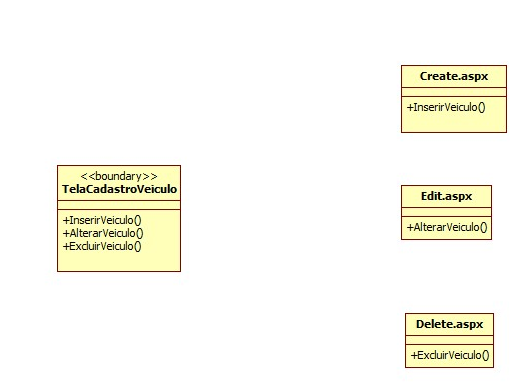 <<boundary>>
TelaCadastroVeiculo
+InserirVeiculo()
+AlterarVeiculo()
+ExcluirVeiculo()
Create.aspx
+InserirVeiculo()
Edit.aspx
+AlterarVeiculo()
Delete.aspx
+ExcluirVeiculo()